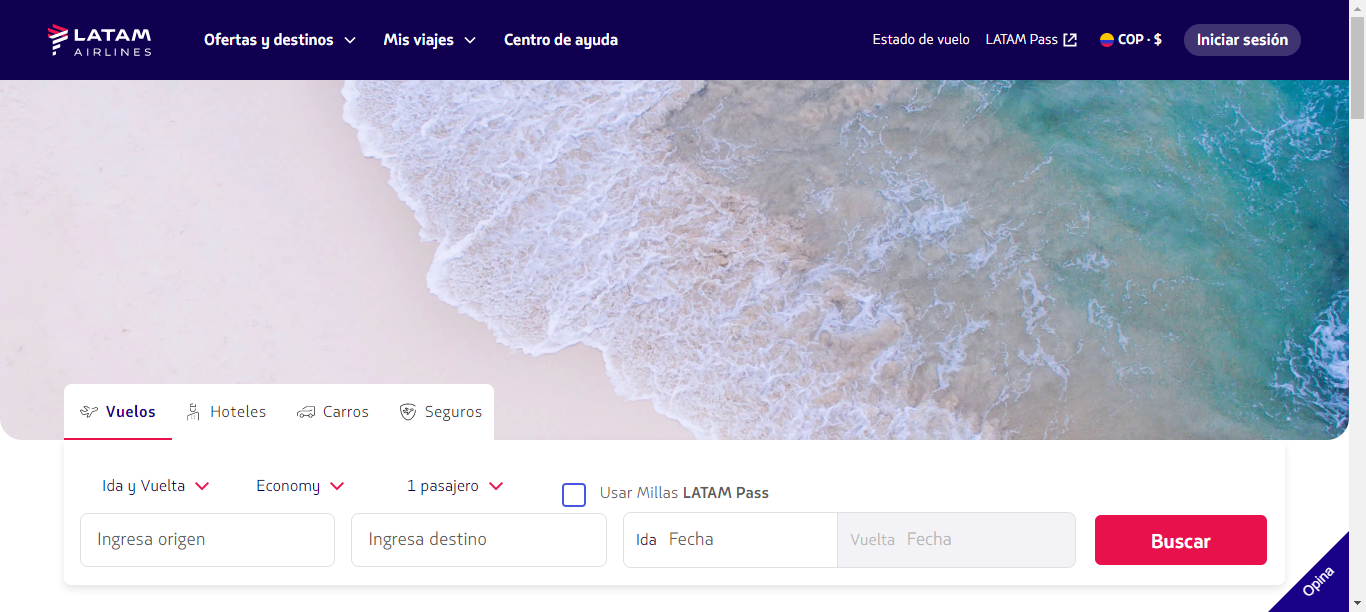 LATAM
AIRLINES
Ofertas y destinos
Mis viajes
Centro de ayuda
Estado de vuelo
LATAM Pass
COP · $
Iniciar sesión
Vuelos
Hoteles
Carros
Seguros
Ida y Vuelta
Economy
1 pasajero
Usar Millas LATAM Pass
Ingresa origen
Ingresa destino
Ida Fecha
Vuelta Fecha
Buscar
Opina